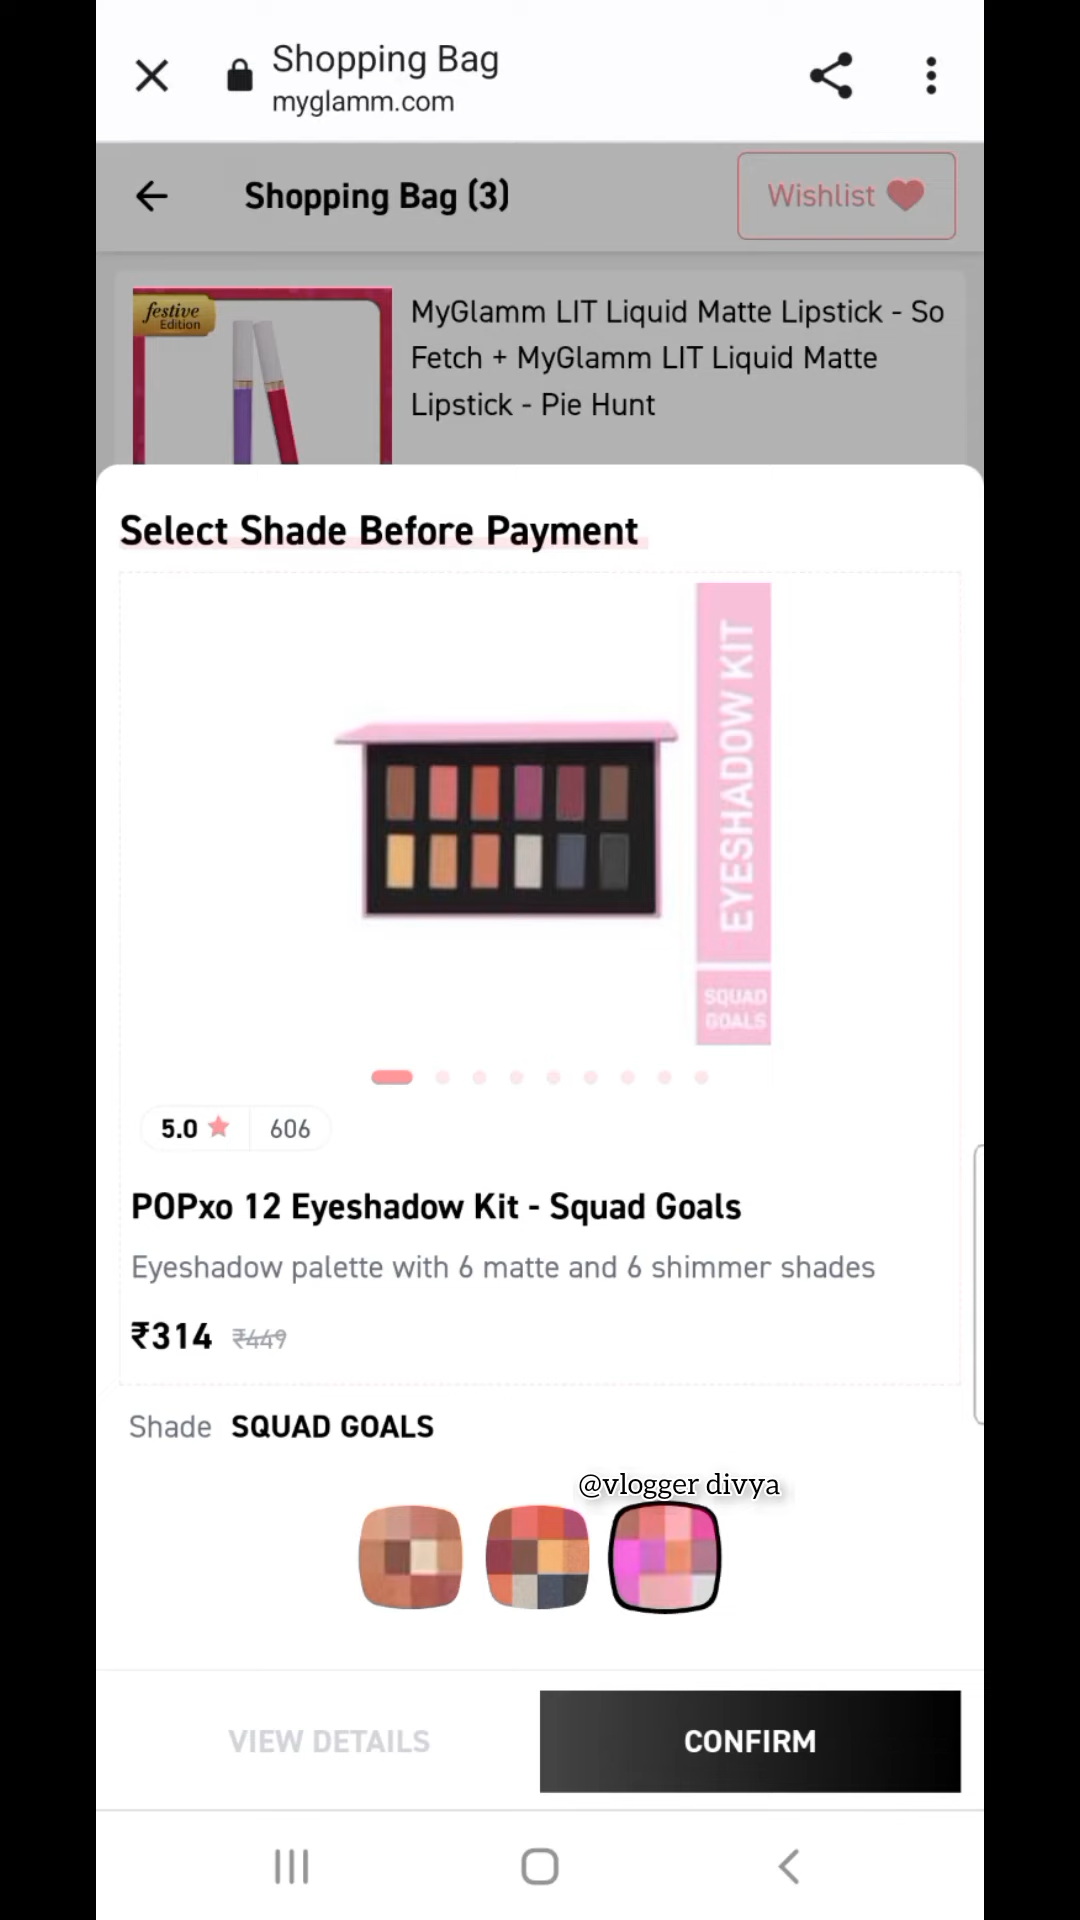 Shopping Bag
myglamm.com
Shopping Bag (3)
Wishlist
festive
Edition
MyGlamm LIT Liquid Matte Lipstick - So
Fetch + MyGlamm LIT Liquid Matte
Lipstick - Pie Hunt
Select Shade Before Payment
EYESHADOW KIT
SQUAD
GOALS
5.0
606
POPxo 12 Eyeshadow Kit - Squad Goals
Eyeshadow palette with 6 matte and 6 shimmer shades
₹314 ₹449
Shade SQUAD GOALS
@vlogger divya
VIEW DETAILS
CONFIRM